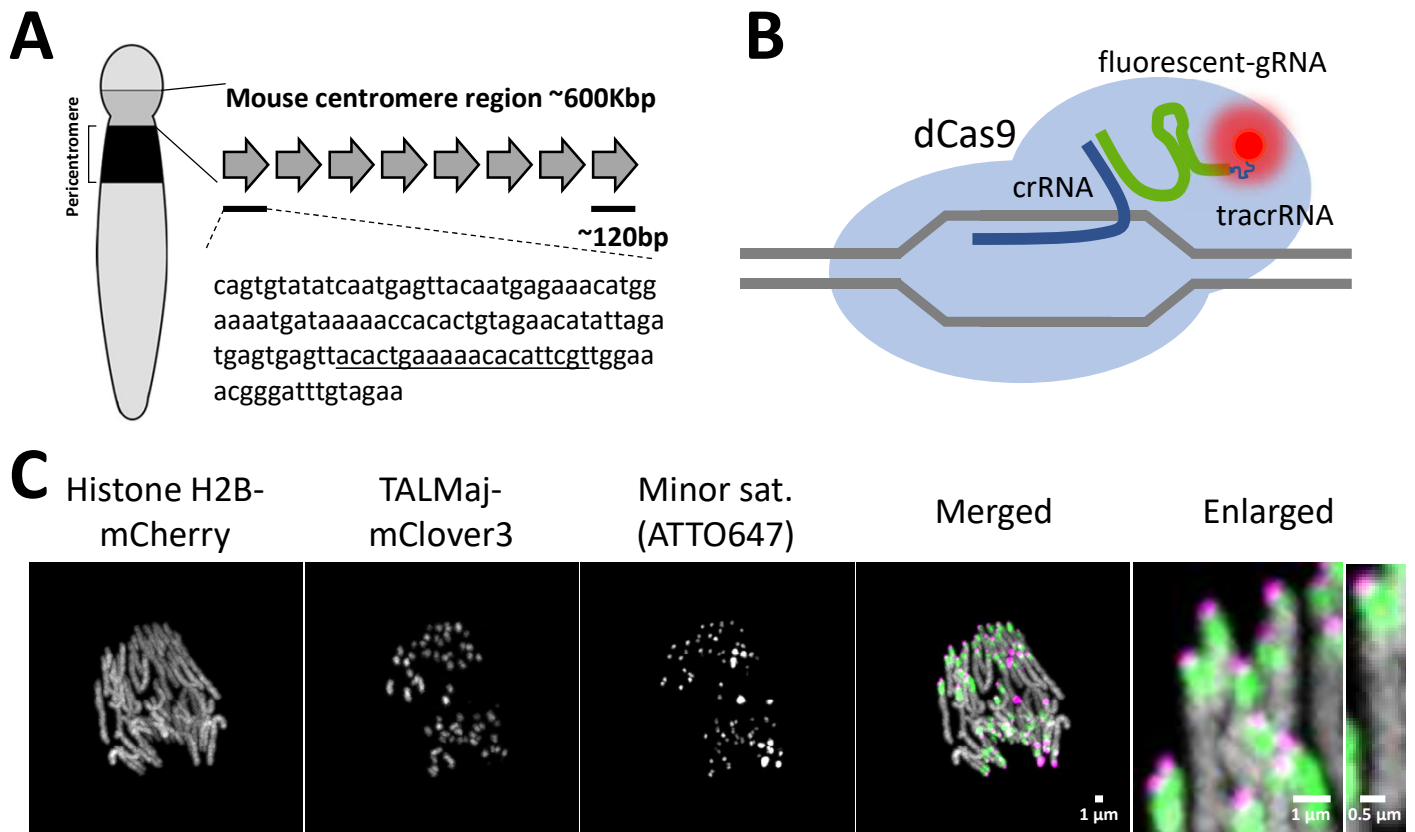 A
Pericentromere
Mouse centromere region ~600Kbp
~120bp
cagtgtatatcaatgagttacaatgagaaacatgg
aaaatgataaaaaccacactgtagaacatattaga
tgagtgagttacactgaaaaacacattcgttggaa
acgggatttgtagaa
B
fluorescent-gRNA
dCas9
crRNA
tracrRNA
C
Histone H2B-
mCherry
TALMaj-
mClover3
Minor sat.
(ATTO647)
Merged
Enlarged
1 µm
1 µm
0.5 µm